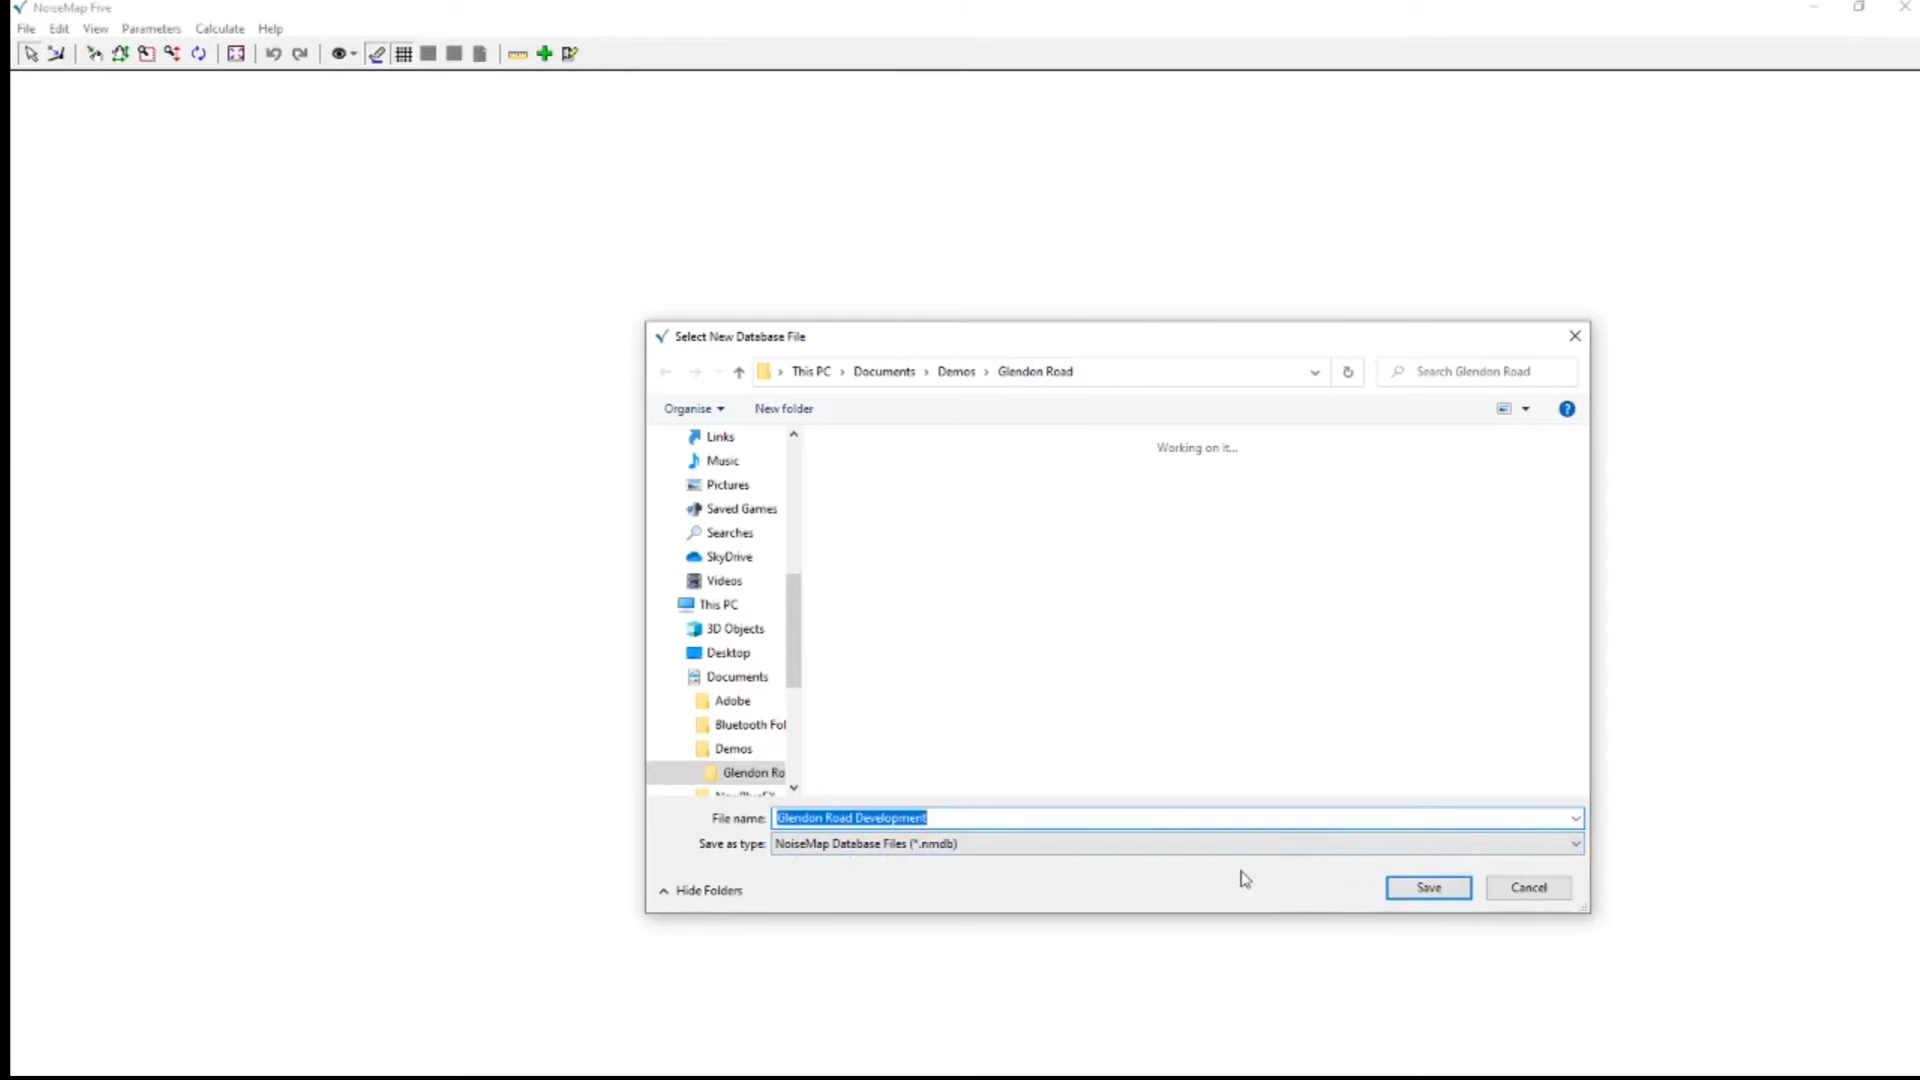 NoiseMap Five
File Edit View Parameters Calculate Help
Select New Database File
This PC > Documents > Demos > Glendon Road
Search Glendon Road
Organise New folder
Working on it...
Links
Music
Pictures
Saved Games
Searches
SkyDrive
Videos
This PC
3D Objects
Desktop
Documents
Adobe
Bluetooth Fol
Demos
Glendon Ro
File name: Glendon Road Development
Save as type: NoiseMap Database Files (*.nmdb)
Hide Folders
Save Cancel